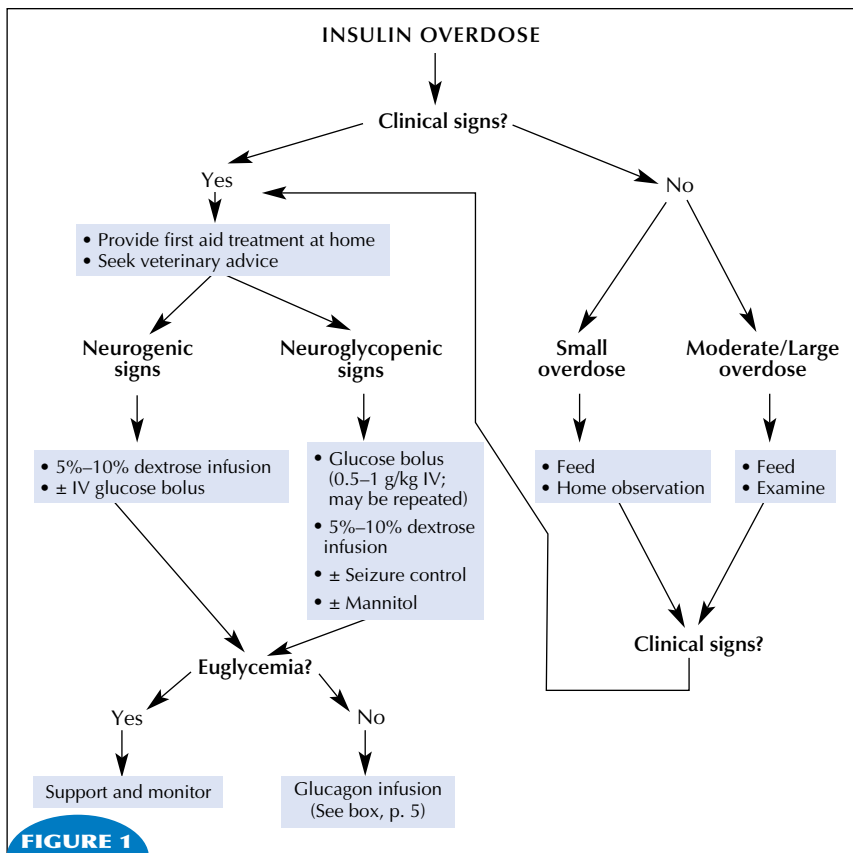 INSULIN OVERDOSE
Clinical signs?
Yes
No
• Provide first aid treatment at home
• Seek veterinary advice
Neurogenic
signs
Neuroglycopenic
signs
Small
overdose
Moderate/Large
overdose
• 5%–10% dextrose infusion
• ± IV glucose bolus
• Glucose bolus
(0.5–1 g/kg IV;
may be repeated)
• 5%–10% dextrose
infusion
• ± Seizure control
• ± Mannitol
• Feed
• Home observation
• Feed
• Examine
Clinical signs?
Euglycemia?
Yes
No
Support and monitor
Glucagon infusion
(See box, p. 5)
FIGURE 1